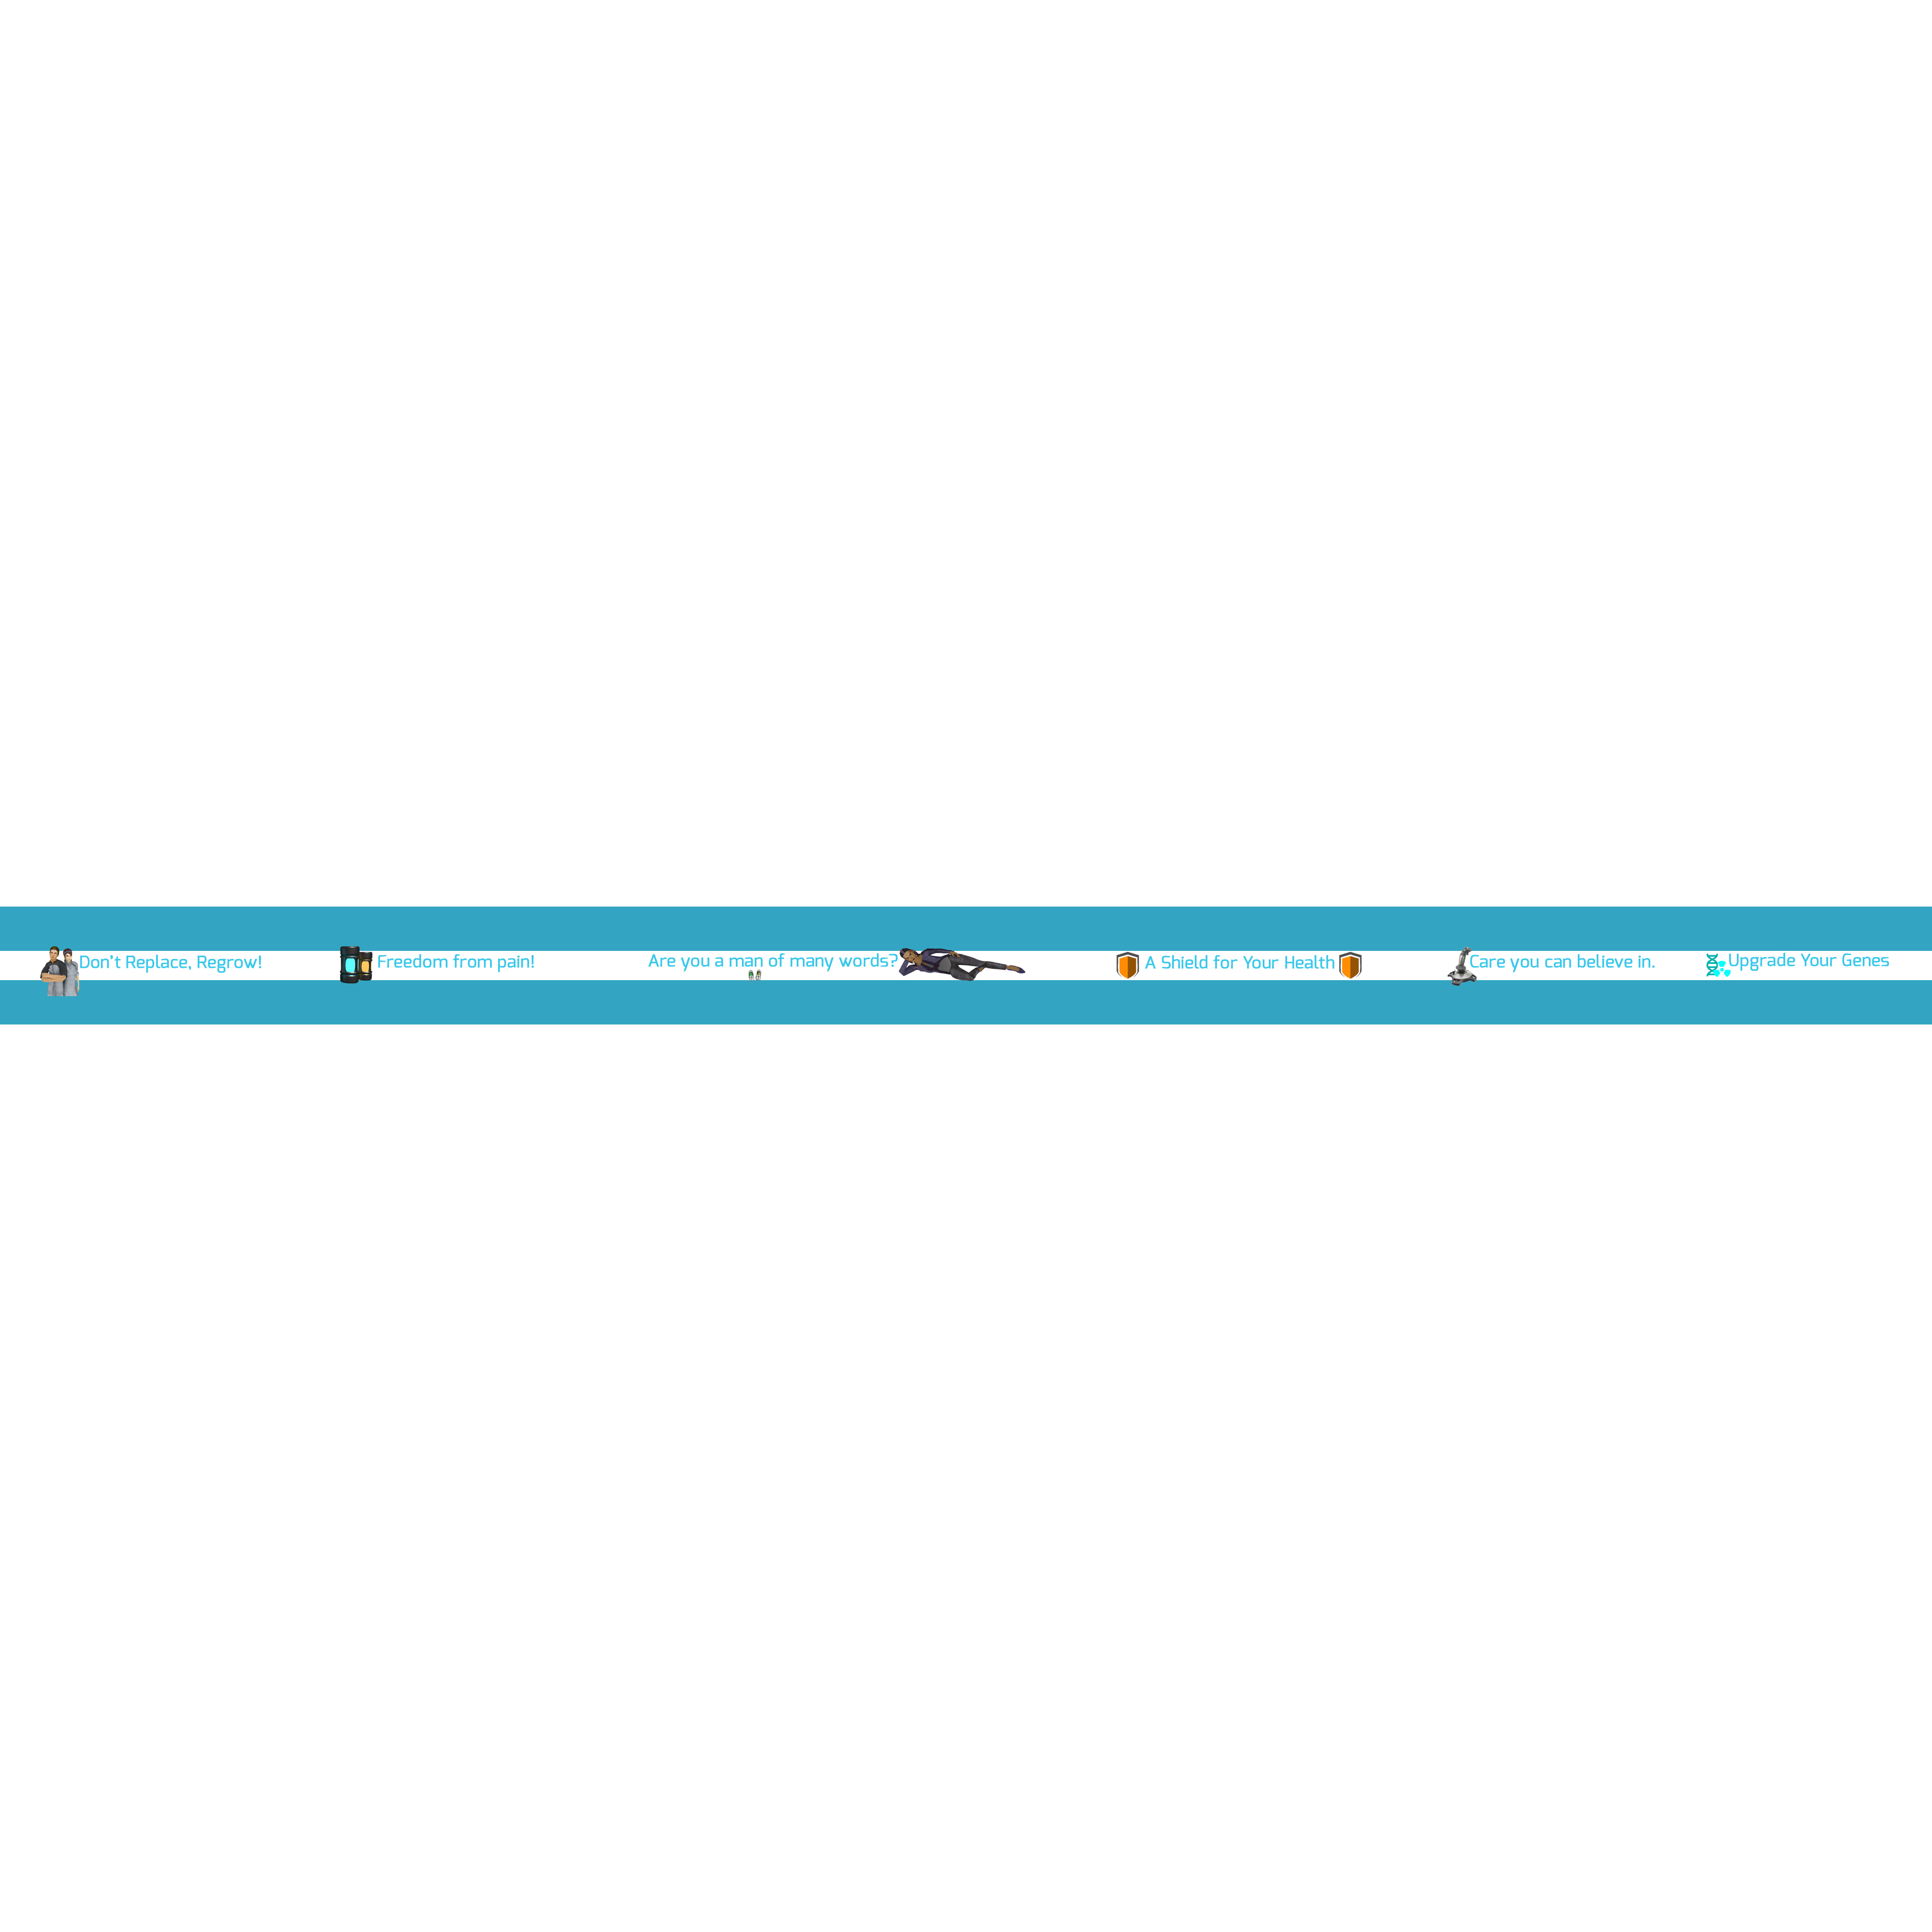 Don't Replace, Regrow!
Freedom from pain!
Are you a man of many words?
A Shield for Your Health
Care you can believe in.
Upgrade Your Genes